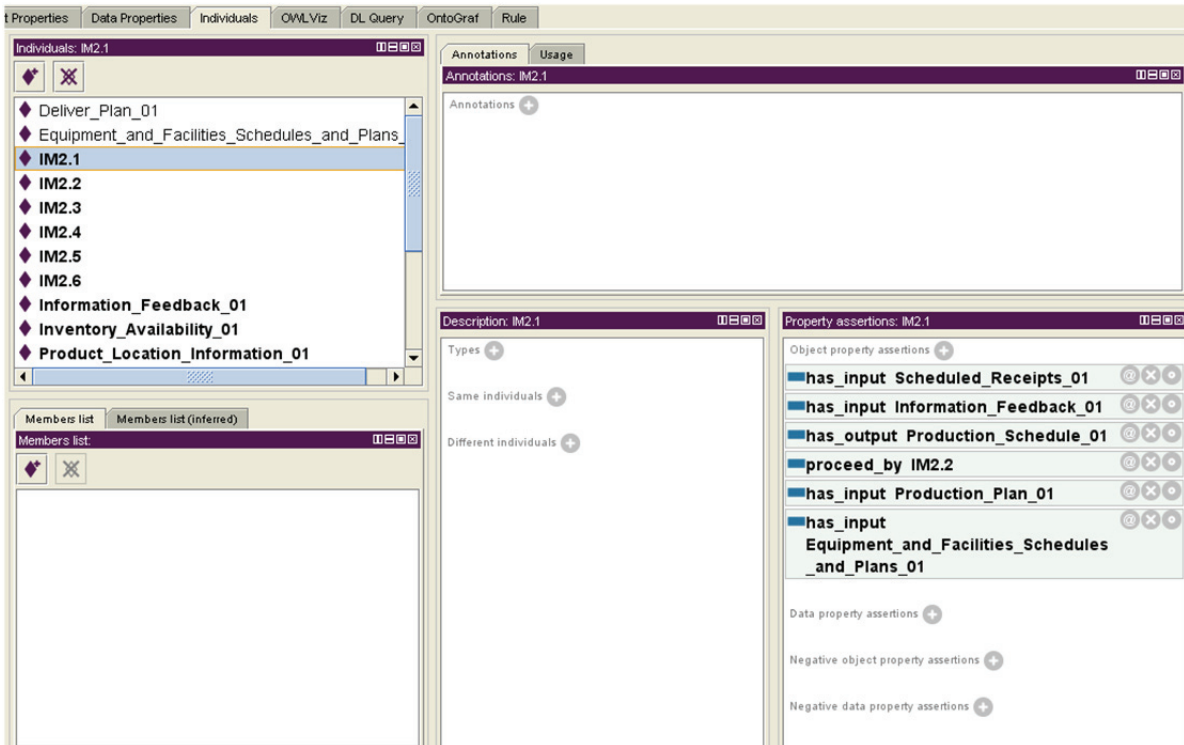 t Properties Data Properties Individuals OWLViz DL Query OntoGraf Rule
Individuals: IM2.1
Deliver_Plan_01
Equipment_and_Facilities_Schedules_and_Plans_
IM2.1
IM2.2
IM2.3
IM2.4
IM2.5
IM2.6
Information_Feedback_01
Inventory_Availability_01
Product_Location_Information_01
Members list Members list (inferred)
Members list:
Annotations Usage
Annotations: IM2.1
Annotations
Description: IM2.1
Types
Same individuals
Different individuals
Property assertions: IM2.1
Object property assertions
has_input Scheduled_Receipts_01
has_input Information_Feedback_01
has_output Production_Schedule_01
proceed_by IM2.2
has_input Production_Plan_01
has_input
Equipment_and_Facilities_Schedules
_and_Plans_01
Data property assertions
Negative object property assertions
Negative data property assertions